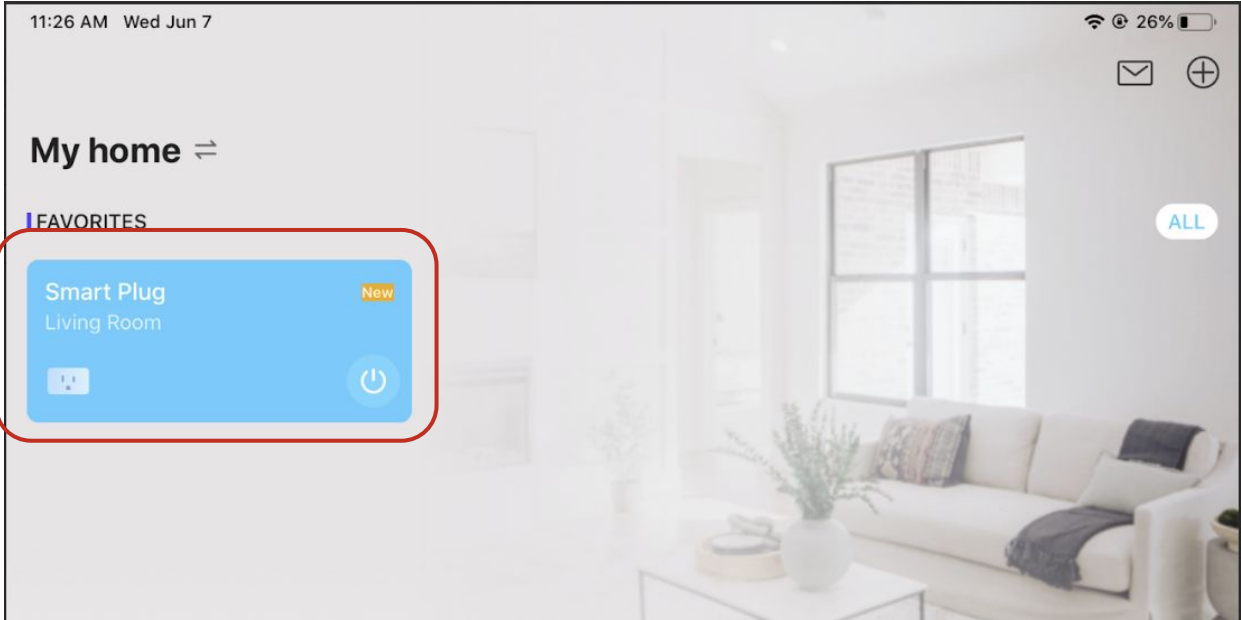 11:26 AM Wed Jun 7
26%
My home
FAVORITES
ALL
Smart Plug
New
Living Room